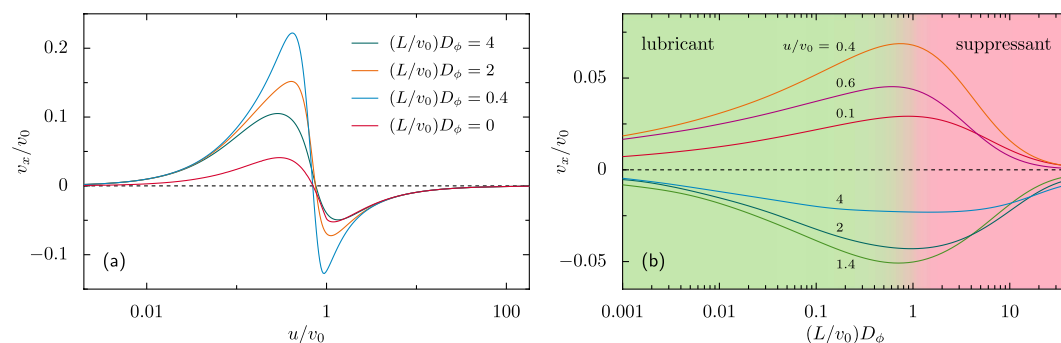 0.2
0.1
0
−0.1
v_x/v_0
(L/v_0)D_ϕ = 4
(L/v_0)D_ϕ = 2
(L/v_0)D_ϕ = 0.4
(L/v_0)D_ϕ = 0
(a)
0.01
1
100
u/v_0
0.05
0
−0.05
v_x/v_0
lubricant
u/v_0 = 0.4
suppressant
0.6
0.1
4
2
1.4
(b)
0.001
0.01
0.1
1
10
(L/v_0)D_ϕ